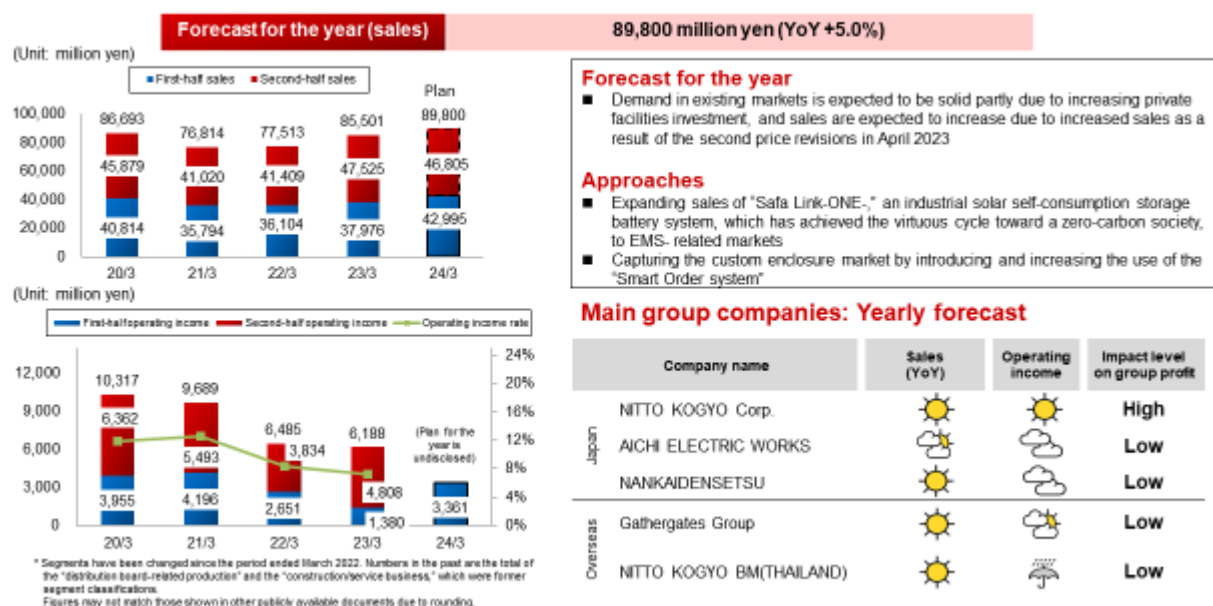 Forecast for the year (sales)
89,800 million yen (YoY +5.0%)
(Unit: million yen)
First-half sales
Second-half sales
Plan
100,000
80,000
60,000
40,000
20,000
0
86,693
76,814
77,513
85,501
89,800
45,879
41,020
41,409
47,525
46,805
40,814
35,794
36,104
37,976
42,995
20/3
21/3
22/3
23/3
24/3
(Unit: million yen)
First-half operating income
Second-half operating income
Operating income rate
12,000
9,000
6,000
3,000
0
24%
20%
16%
12%
8%
4%
0%
10,317
9,689
6,485
6,188
(Plan for the
year is
undisclosed)
6,362
5,493
3,834
4,808
3,955
4,196
2,651
1,380
3,361
20/3
21/3
22/3
23/3
24/3
* Segments have been changed since the period ended March 2022. Numbers in the past are the total of
the "distribution board-related production" and the "construction/service business," which were former
segment classifications.
Figures may not match those shown in other publicly available documents due to rounding.
Forecast for the year
■ Demand in existing markets is expected to be solid partly due to increasing private
facilities investment, and sales are expected to increase due to increased sales as a
result of the second price revisions in April 2023
Approaches
■ Expanding sales of "Safa Link-ONE-," an industrial solar self-consumption storage
battery system, which has achieved the virtuous cycle toward a zero-carbon society,
to EMS- related markets
■ Capturing the custom enclosure market by introducing and increasing the use of the
"Smart Order system"
Main group companies: Yearly forecast
Company name
Sales
(YoY)
Operating
income
Impact level
on group profit
Japan
NITTO KOGYO Corp.
High
AICHI ELECTRIC WORKS
Low
NANKAIDENSETSU
Low
Overseas
Gathergates Group
Low
NITTO KOGYO BM(THAILAND)
Low